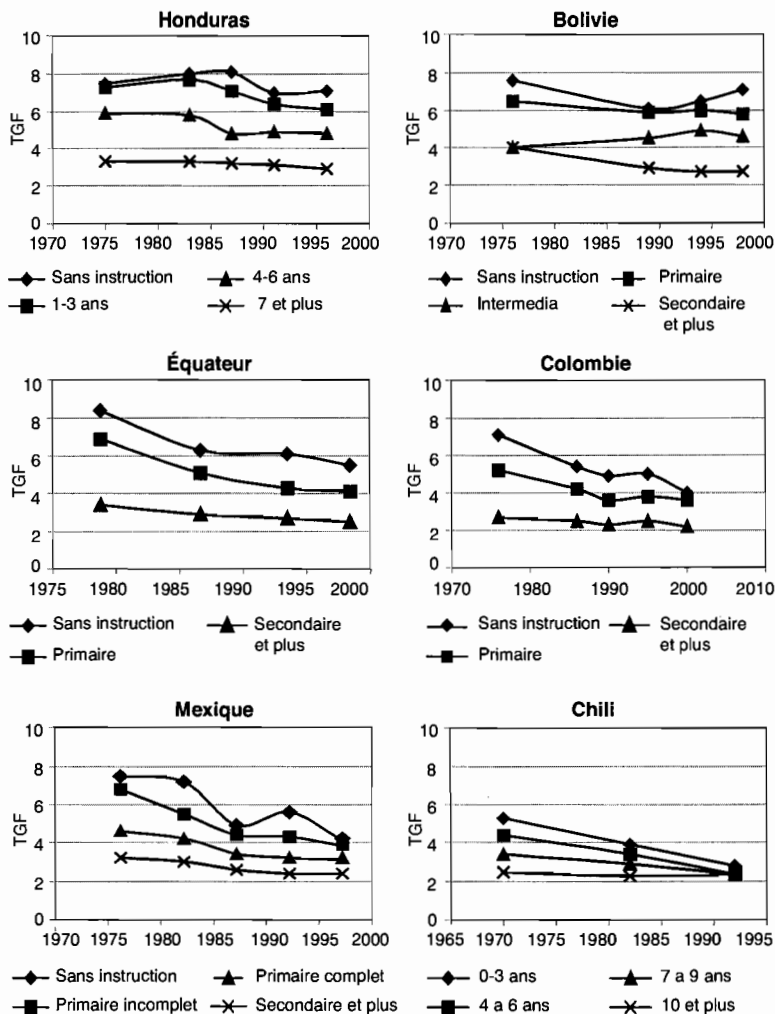 Honduras
10
8
6
4
2
0
TGF
1970 1975 1980 1985 1990 1995 2000
Sans instruction
4-6 ans
1-3 ans
7 et plus
Bolivie
10
8
6
4
2
0
TGF
1970 1975 1980 1985 1990 1995 2000
Sans instruction
Primaire
Intermedia
Secondaire
et plus
Équateur
10
8
6
4
2
0
TGF
1975 1980 1985 1990 1995 2000
Sans instruction
Secondaire
et plus
Primaire
Colombie
10
8
6
4
2
0
TGF
1970 1980 1990 2000 2010
Sans instruction
Secondaire
et plus
Primaire
Mexique
10
8
6
4
2
0
TGF
1970 1975 1980 1985 1990 1995 2000
Sans instruction
Primaire complet
Primaire incomplet
Secondaire et plus
Chili
10
8
6
4
2
0
TGF
1965 1970 1975 1980 1985 1990 1995
0-3 ans
7 a 9 ans
4 a 6 ans
10 et plus